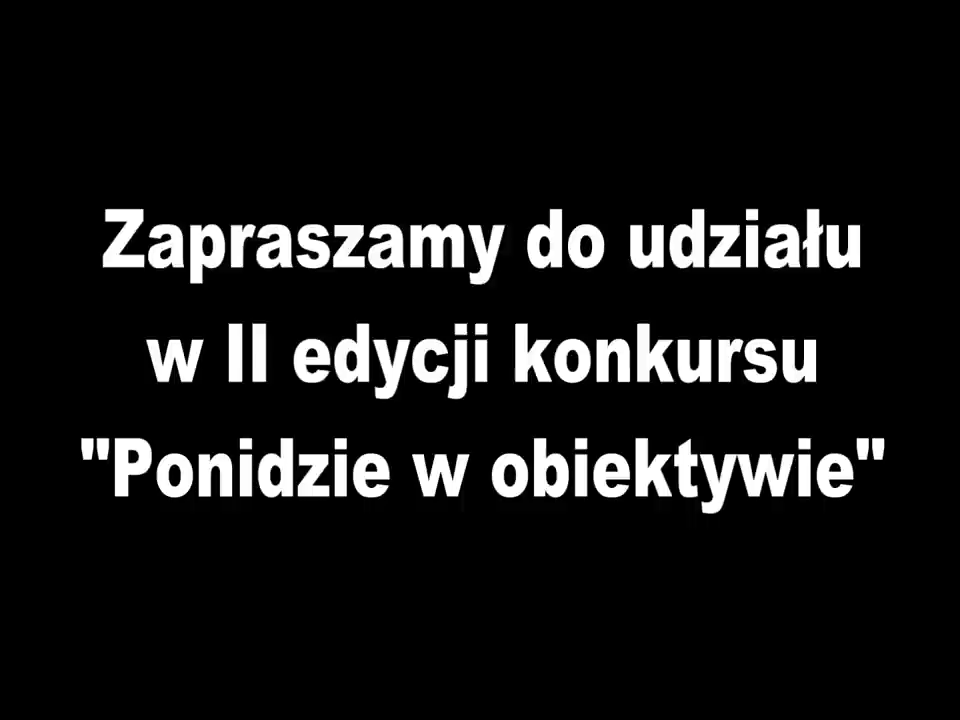 Zapraszamy do udziału
w II edycji konkursu
"Ponidzie w obiektywie"